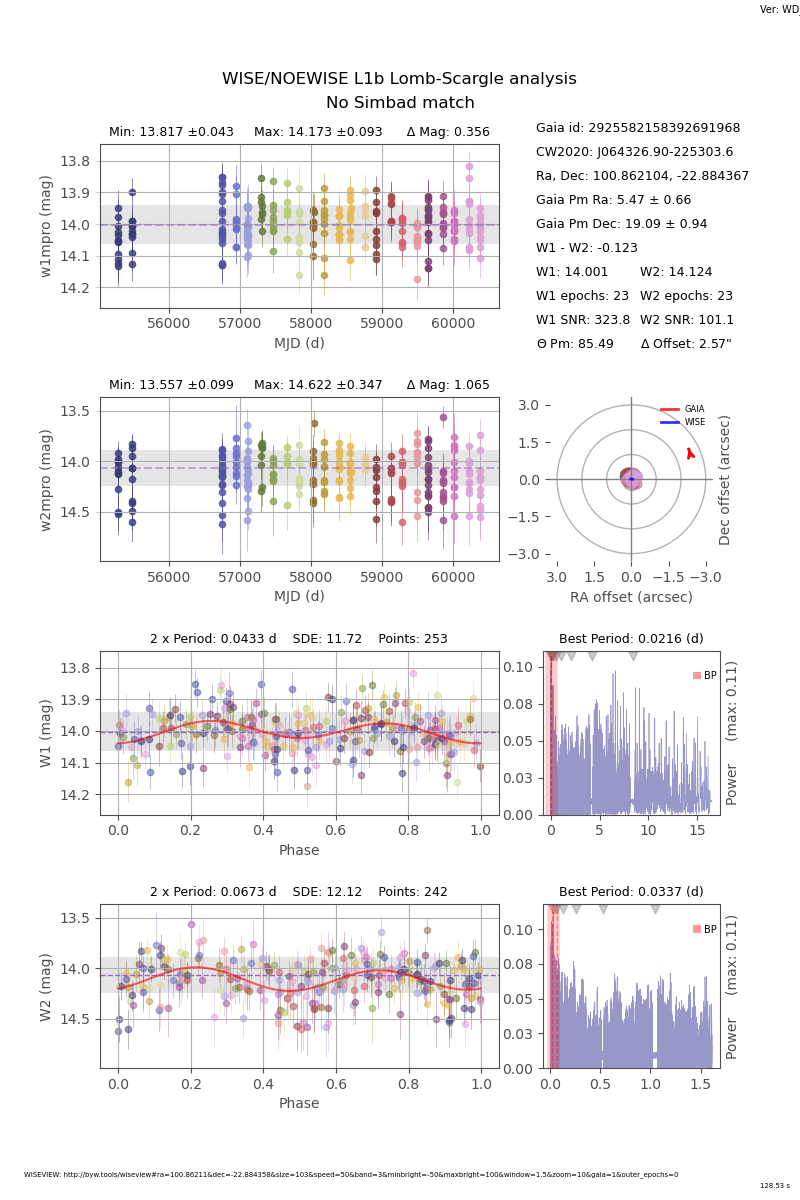 Ver: WD_
WISE/NOEWISE L1b Lomb-Scargle analysis
No Simbad match
Min: 13.817 ±0.043 Max: 14.173 ±0.093 Δ Mag: 0.356
13.8
13.9
14.0
14.1
14.2
w1mpro (mag)
56000 57000 58000 59000 60000
MJD (d)
Gaia id: 2925582158392691968
CW2020: J064326.90-225303.6
Ra, Dec: 100.862104, -22.884367
Gaia Pm Ra: 5.47 ± 0.66
Gaia Pm Dec: 19.09 ± 0.94
W1 - W2: -0.123
W1: 14.001 W2: 14.124
W1 epochs: 23 W2 epochs: 23
W1 SNR: 323.8 W2 SNR: 101.1
Θ Pm: 85.49 Δ Offset: 2.57"
Min: 13.557 ±0.099 Max: 14.622 ±0.347 Δ Mag: 1.065
13.5
14.0
14.5
w2mpro (mag)
56000 57000 58000 59000 60000
MJD (d)
GAIA
WISE
3.0
1.5
0.0
−1.5
−3.0
Dec offset (arcsec)
3.0 1.5 0.0 −1.5 −3.0
RA offset (arcsec)
2 x Period: 0.0433 d SDE: 11.72 Points: 253
13.8
13.9
14.0
14.1
14.2
W1 (mag)
0.0 0.2 0.4 0.6 0.8 1.0
Phase
Best Period: 0.0216 (d)
BP
0.10
0.08
0.05
0.03
0.00
Power (max: 0.11)
0 5 10 15
2 x Period: 0.0673 d SDE: 12.12 Points: 242
13.5
14.0
14.5
W2 (mag)
0.0 0.2 0.4 0.6 0.8 1.0
Phase
Best Period: 0.0337 (d)
BP
0.10
0.08
0.05
0.03
0.00
Power (max: 0.11)
0.0 0.5 1.0 1.5
WISEVIEW: http://byw.tools/wiseview#ra=100.86211&dec=-22.884358&size=103&speed=50&band=3&minbright=-50&maxbright=100&window=1.5&zoom=10&gaia=1&outer_epochs=0
128.53 s